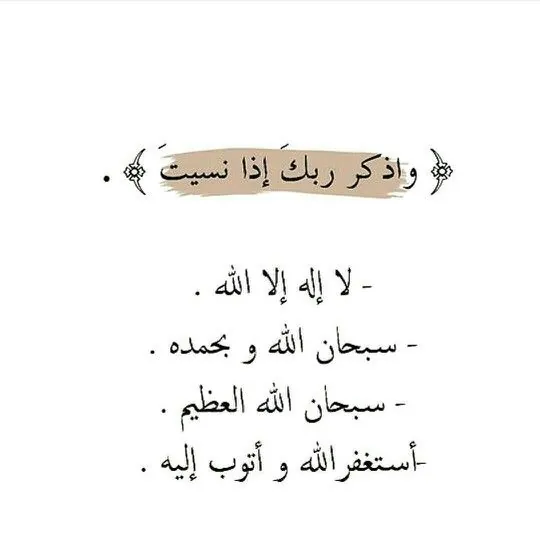 ﴿ واذكر ربكَ إذا نسيتَ ﴾ .
- لا إله إلا الله .
- سبحان الله و بحمده .
- سبحان الله العظيم .
-أستغفرالله و أتوب إليه .